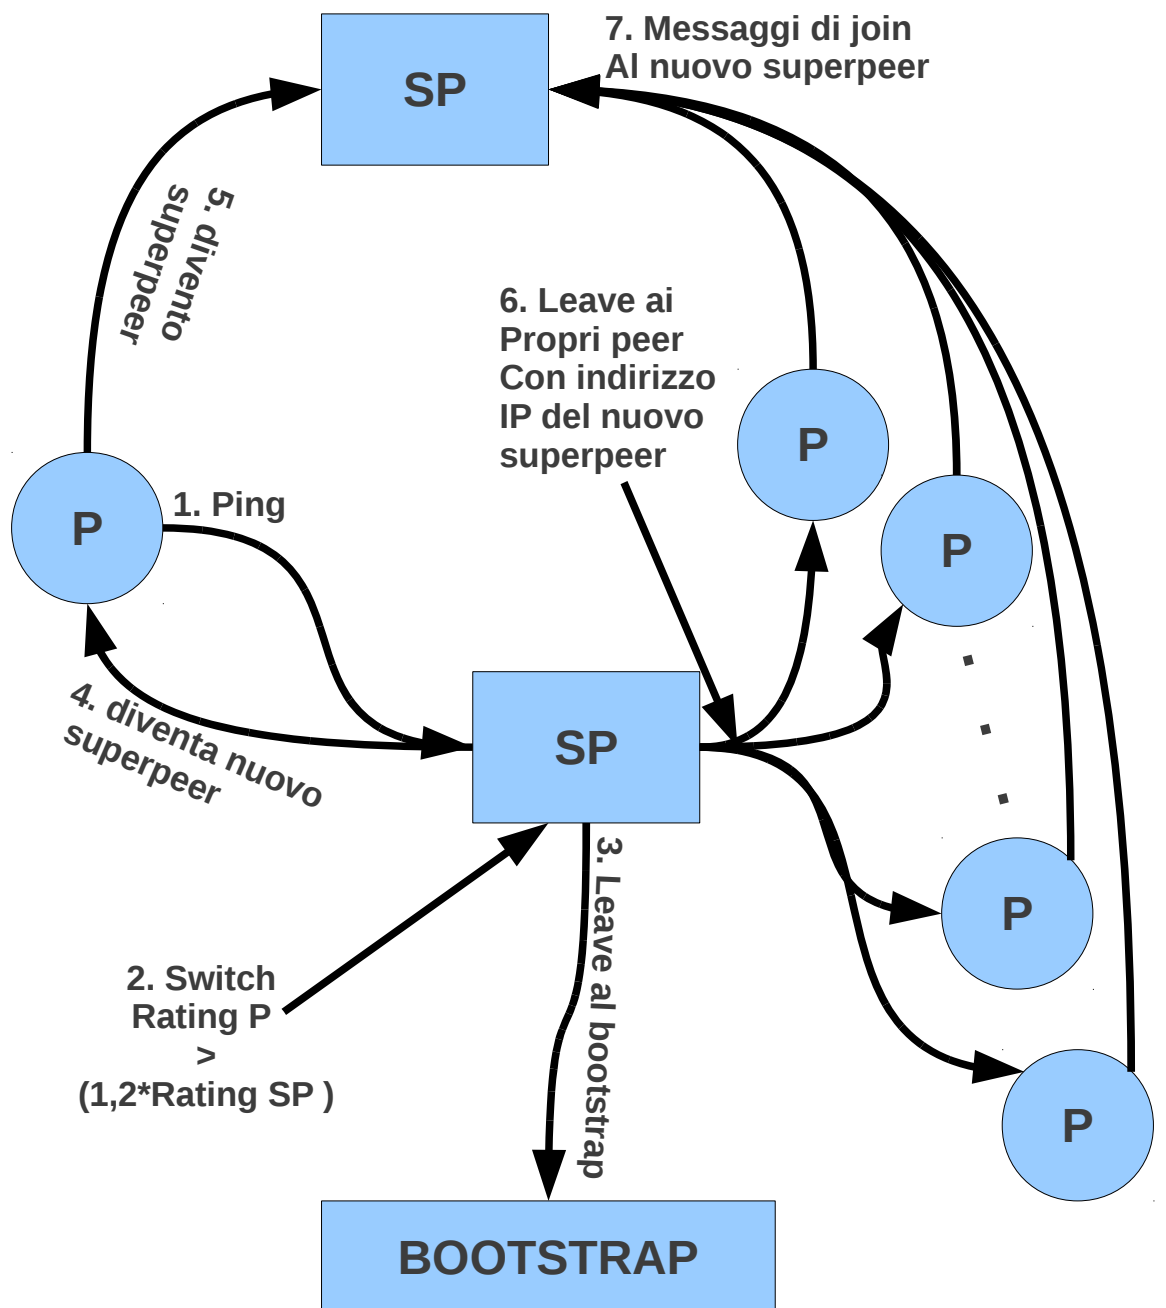 7. Messaggi di join
Al nuovo superpeer
SP
5. divento
superpeer
6. Leave ai
Propri peer
Con indirizzo
IP del nuovo
superpeer
P
P
1. Ping
P
4. diventa nuovo
superpeer
SP
3. Leave al bootstrap
P
2. Switch
Rating P
>
(1,2*Rating SP )
P
BOOTSTRAP